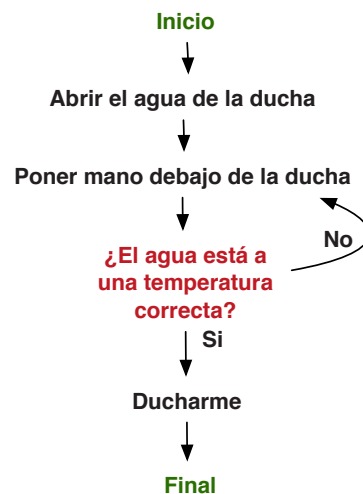 Inicio
Abrir el agua de la ducha
Poner mano debajo de la ducha
No
¿El agua está a
una temperatura
correcta?
Si
Ducharme
Final